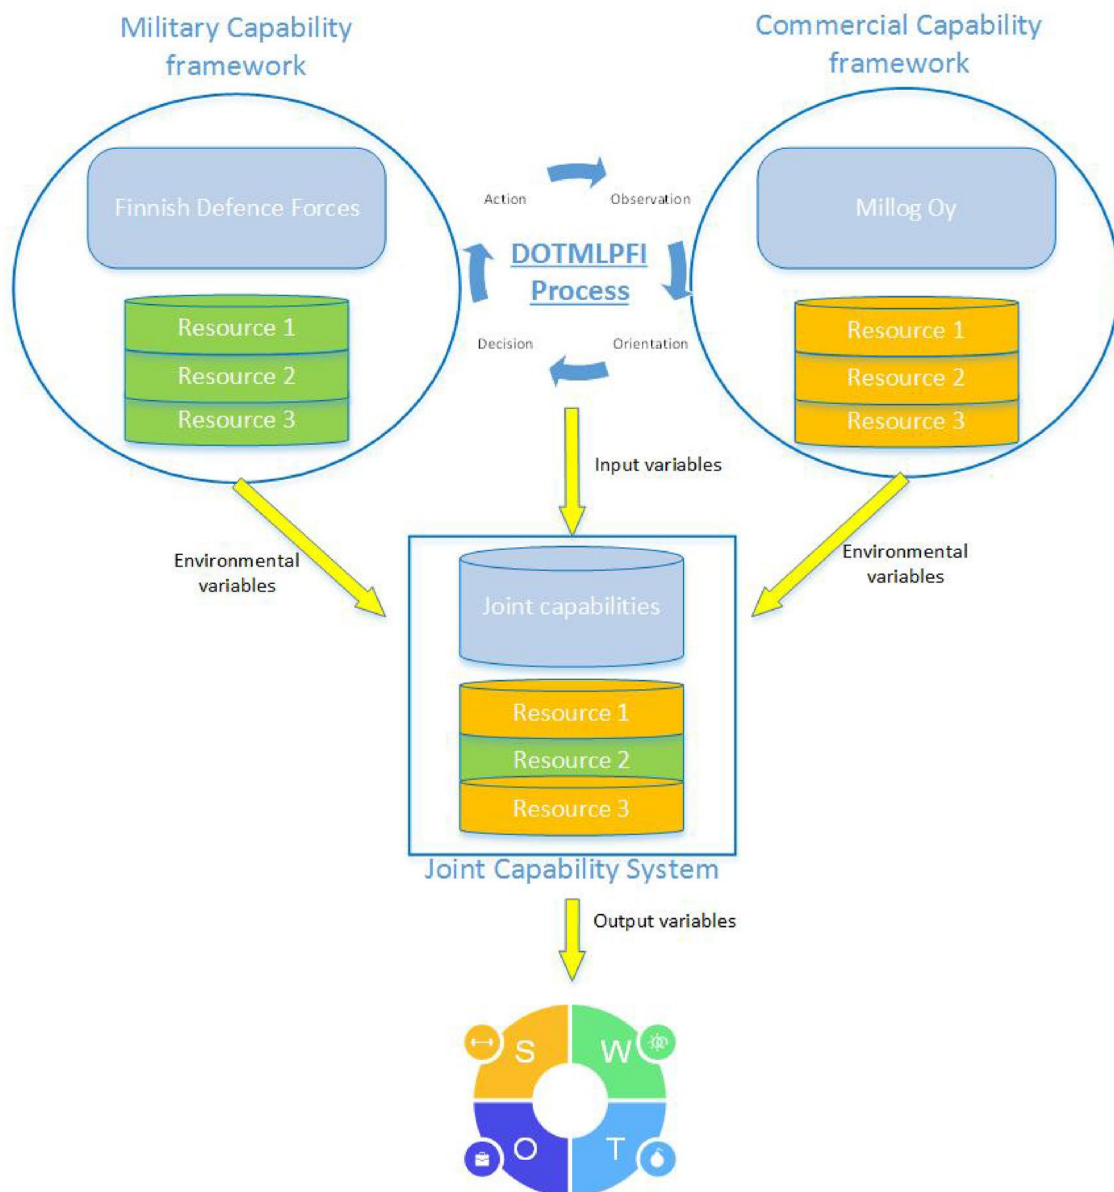 Military Capability
framework
Commercial Capability
framework
Finnish Defence Forces
Resource 1
Resource 2
Resource 3
Action
Observation
DOTMLPFI
Process
Decision
Orientation
Millog Oy
Resource 1
Resource 2
Resource 3
Input variables
Environmental
variables
Environmental
variables
Joint capabilities
Resource 1
Resource 2
Resource 3
Joint Capability System
Output variables
S
W
O
T